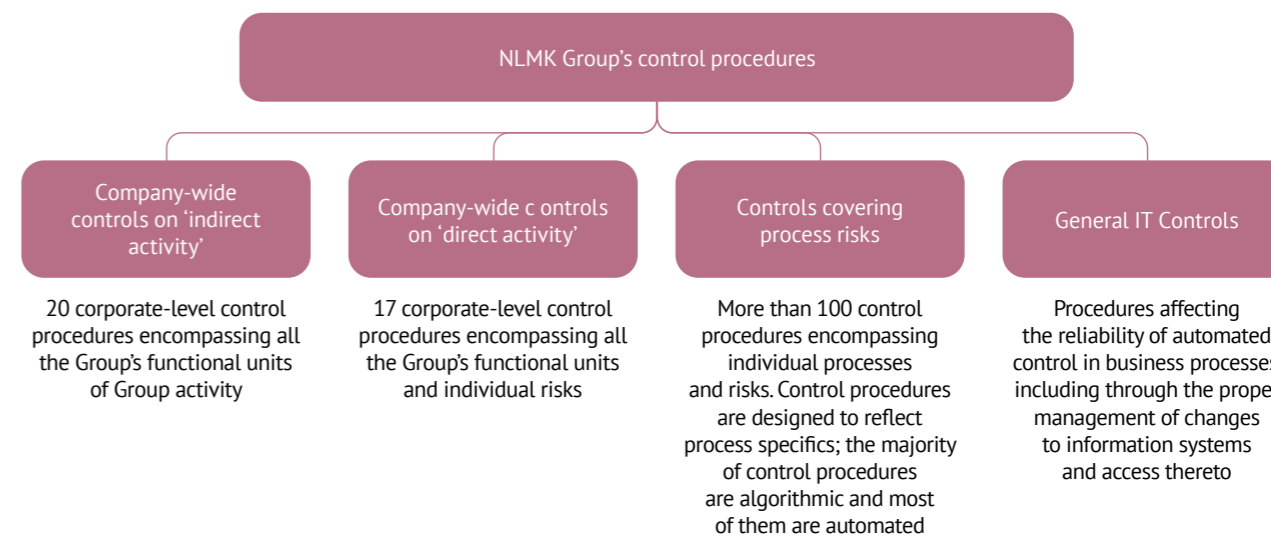 NLMK Group’s control procedures
Company-wide
controls on ‘indirect
activity’
20 corporate-level control
procedures encompassing all
the Group’s functional units
of Group activity
Company-wide c ontrols
on ‘direct activity’
17 corporate-level control
procedures encompassing all
the Group’s functional units
and individual risks
Controls covering
process risks
More than 100 control
procedures encompassing
individual processes
and risks. Control procedures
are designed to reflect
process specifics; the majority
of control procedures
are algorithmic and most
of them are automated
General IT Controls
Procedures affecting
the reliability of automated
control in business processes
including through the prope
management of changes
to information systems
and access thereto